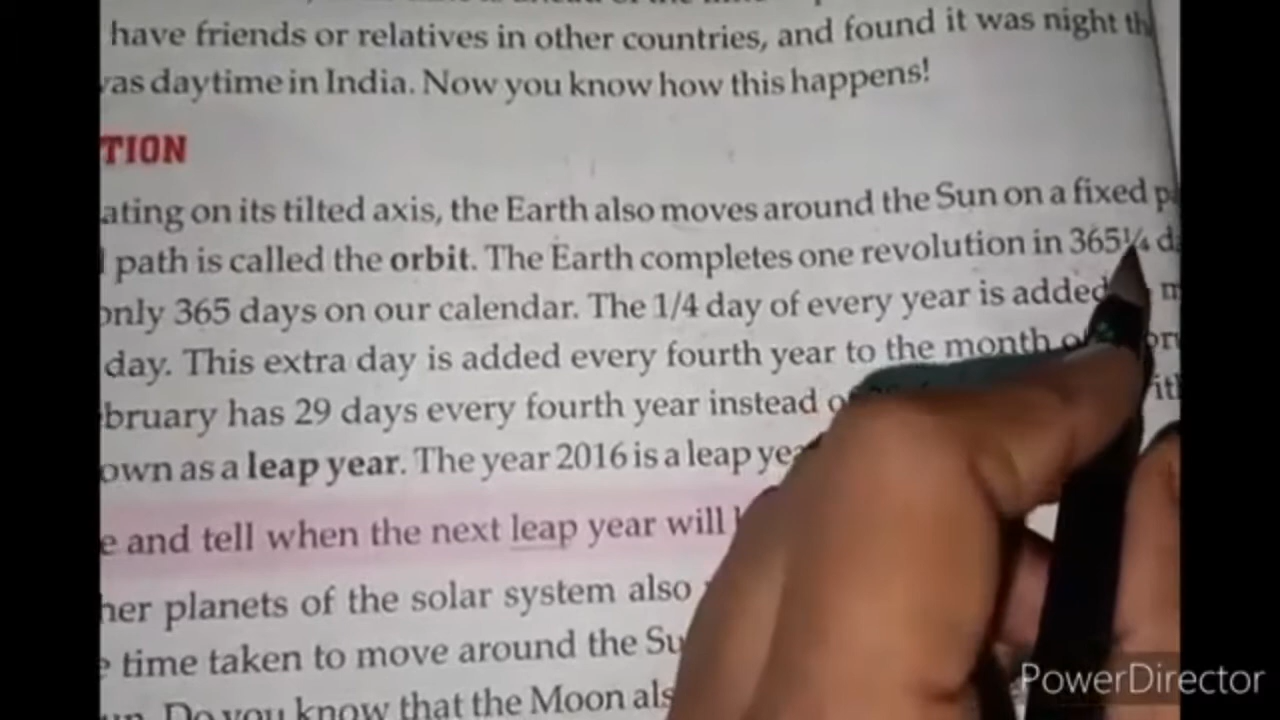 have friends or relatives in other countries, and found it was night
was daytime in India. Now you know how this happens!
TION
ating on its tilted axis, the Earth also moves around the Sun on a fixed
path is called the orbit. The Earth completes one revolution in 365¼
only 365 days on our calendar. The 1/4 day of every year is added
day. This extra day is added every fourth year to the month
bruary has 29 days every fourth year instead
own as a leap year. The year 2016 is a leap
e and tell when the next leap year will
her planets of the solar system also
time taken to move around the
Do you know that the Moon
PowerDirector